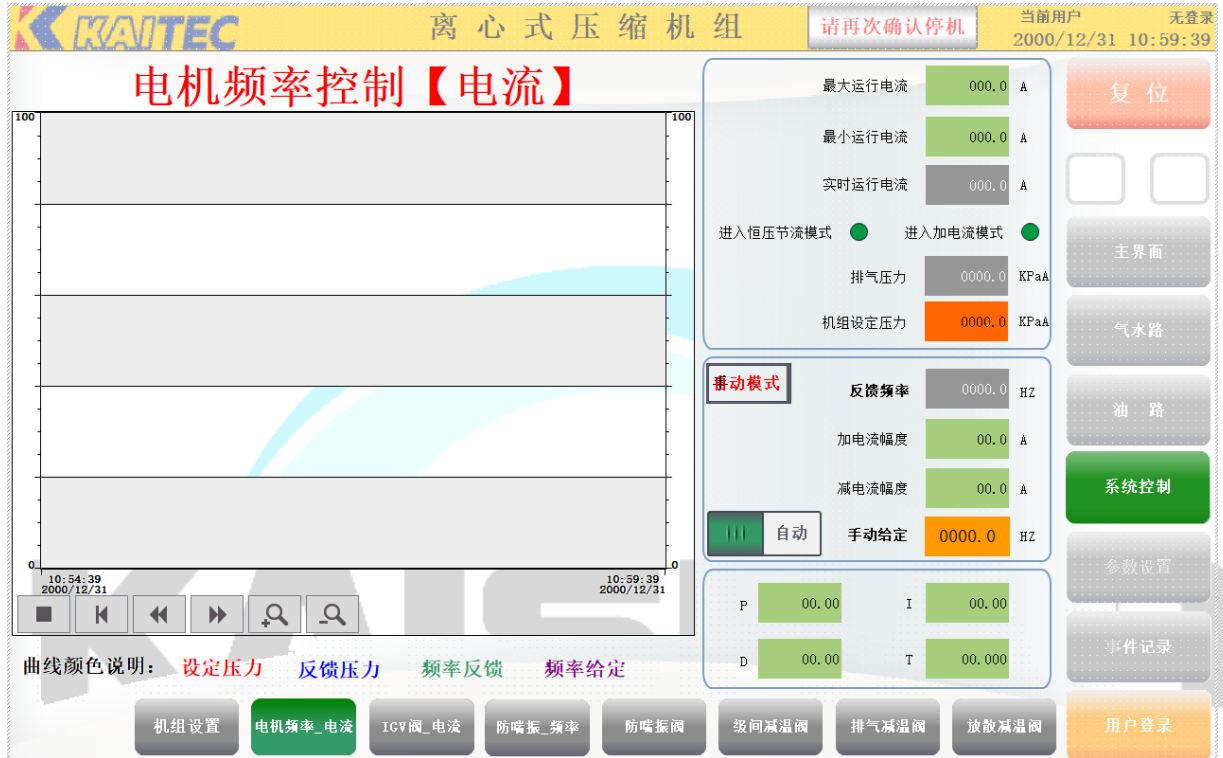 KAITEC 离心式压缩机组 请再次确认停机 当前用户 无登录
2000/12/31 10:59:39
电机频率控制【电流】
100 100
0 0
10:54:39 10:59:39
2000/12/31 2000/12/31
曲线颜色说明： 设定压力 反馈压力 频率反馈 频率给定
最大运行电流 000.0 A
最小运行电流 000.0 A
实时运行电流 000.0 A
进入恒压节流模式 进入加电流模式
排气压力 0000.0 KPaA
机组设定压力 0000.0 KPaA
动模式 反馈频率 0000.0 HZ
加电流幅度 00.0 A
减电流幅度 00.0 A
自动 手动给定 0000.0 HZ
P 00.00 I 00.00
D 00.00 T 00.000
复位
主界面
气水路
油路
系统控制
参数设置
事件记录
用户登录
机组设置 电机频率_电流 IGV阀_电流 防喘振_频率 防喘振阀 级间减温阀 排气减温阀 放散减温阀